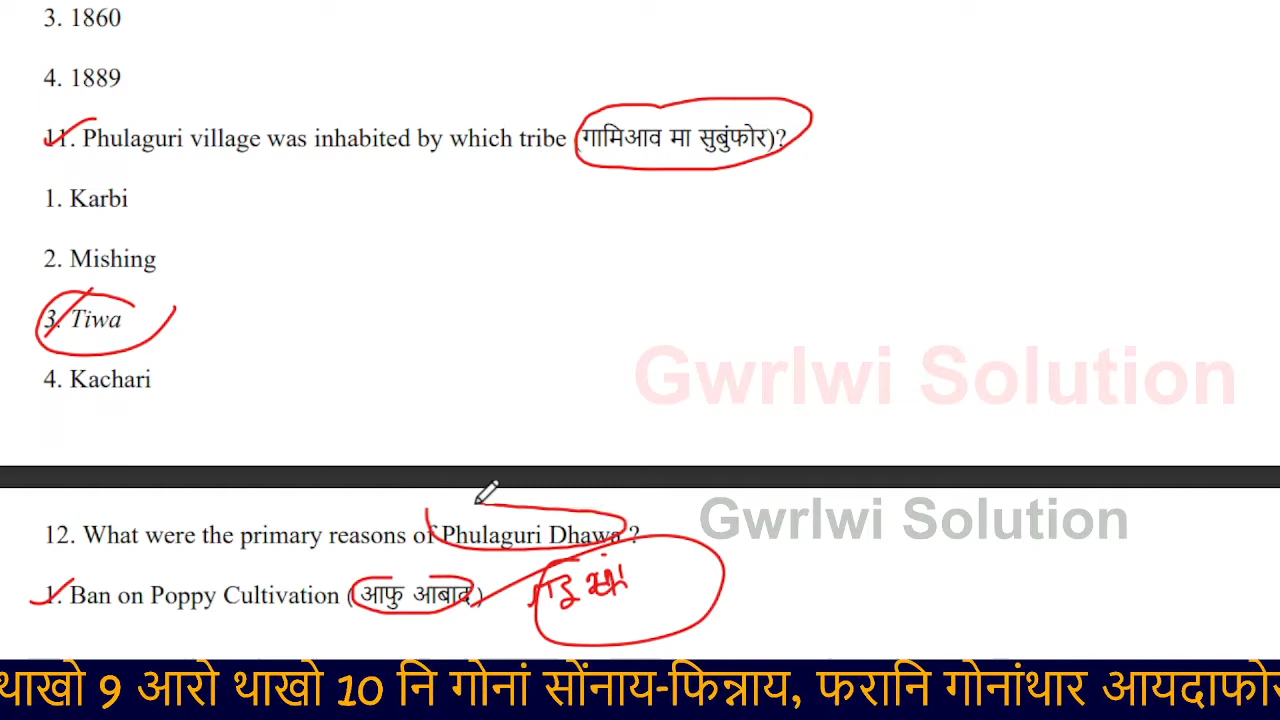 3. 1860
4. 1889
11. Phulaguri village was inhabited by which tribe (गामिआव मा सुबुंफोर)?
1. Karbi
2. Mishing
3. Tiwa
Gwrlwi Solution
4. Kachari
Gwrlwi Solution
12. What were the primary reasons of Phulaguri Dhawa ?
1. Ban on Poppy Cultivation (आफु आबाद)
थाखो 9 आरो थाखो 10 नि गोनां सोंनाय-फिन्नाय, फरानि गोनांथार आयदाफोर